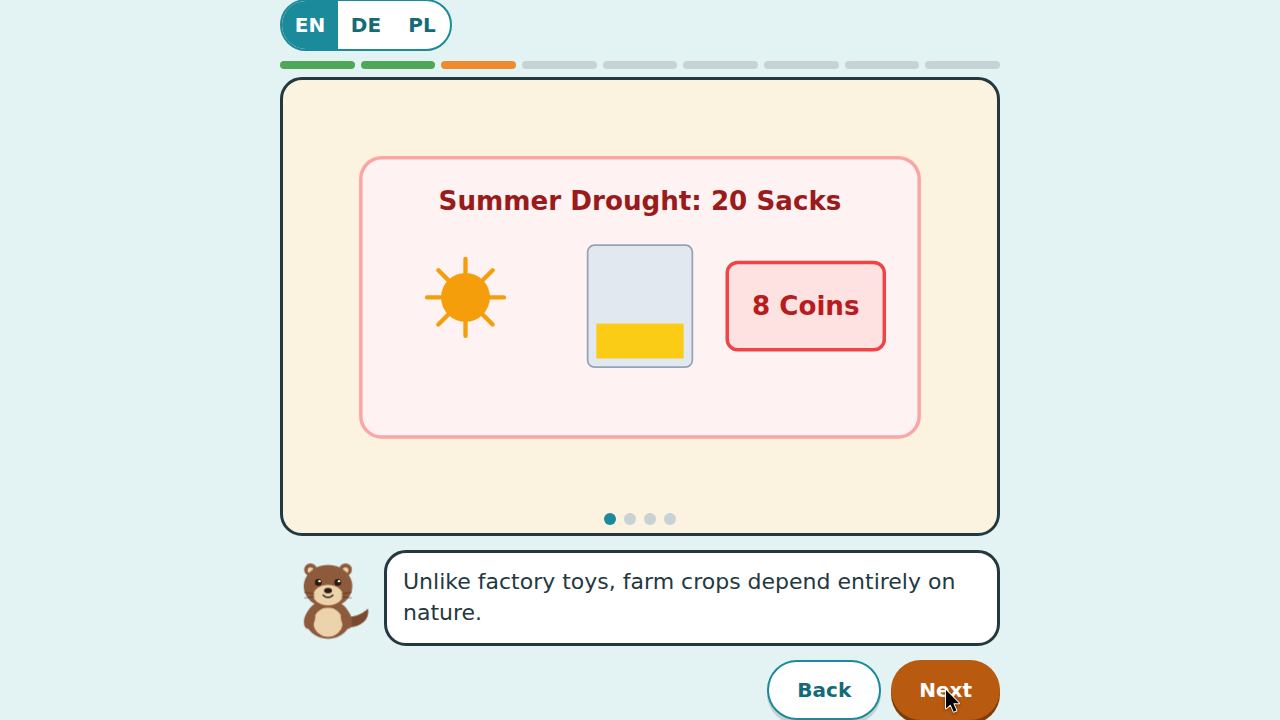 EN DE PL
Summer Drought: 20 Sacks
8 Coins
Unlike factory toys, farm crops depend entirely on
nature.
Back Next